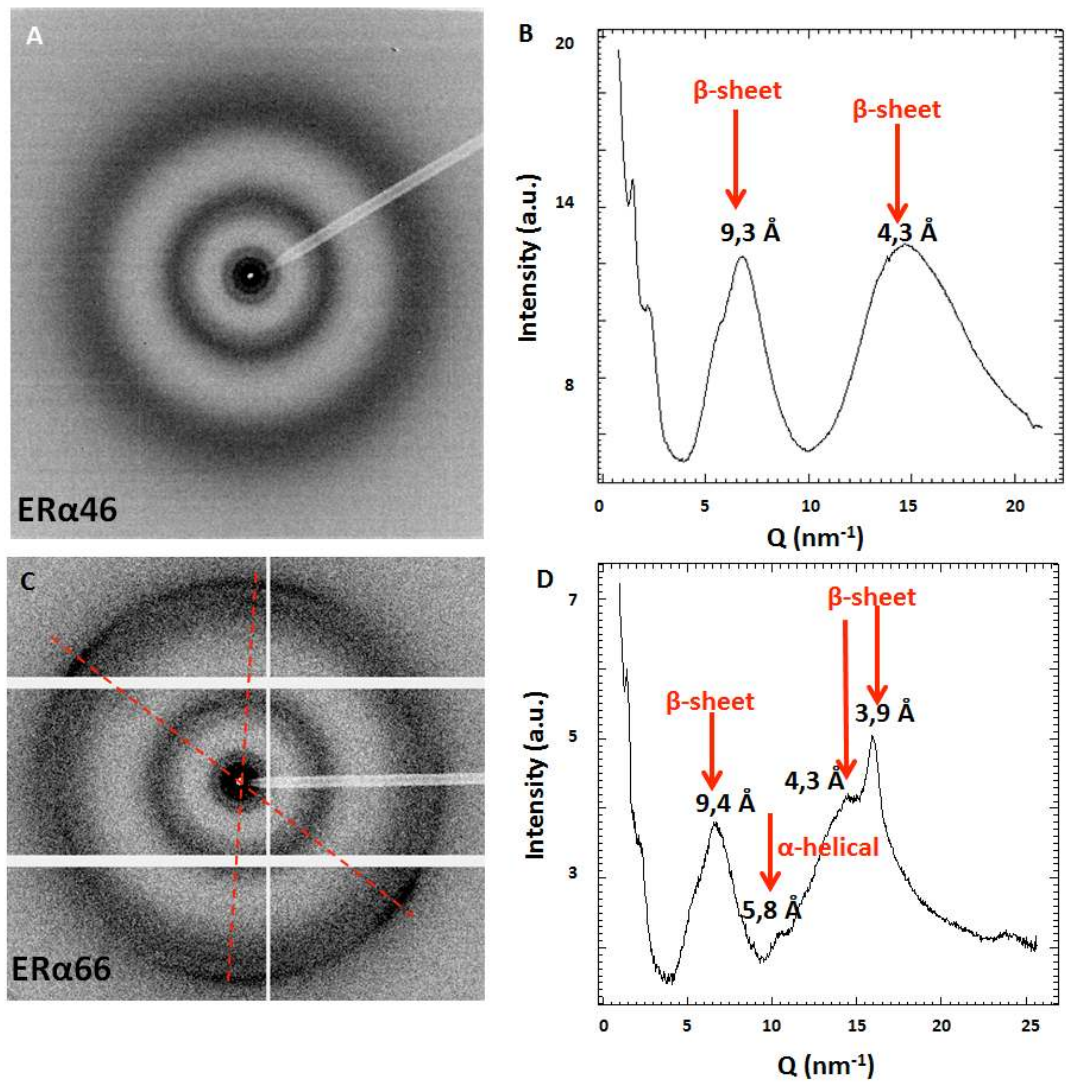 A
ERα46
B
20
14
8
Intensity (a.u.)
β-sheet
β-sheet
9,3 Å
4,3 Å
0
5
10
15
20
Q (nm⁻¹)
C
ERα66
D
7
5
3
Intensity (a.u.)
β-sheet
β-sheet
3,9 Å
4,3 Å
9,4 Å
α-helical
5,8 Å
0
5
10
15
20
25
Q (nm⁻¹)